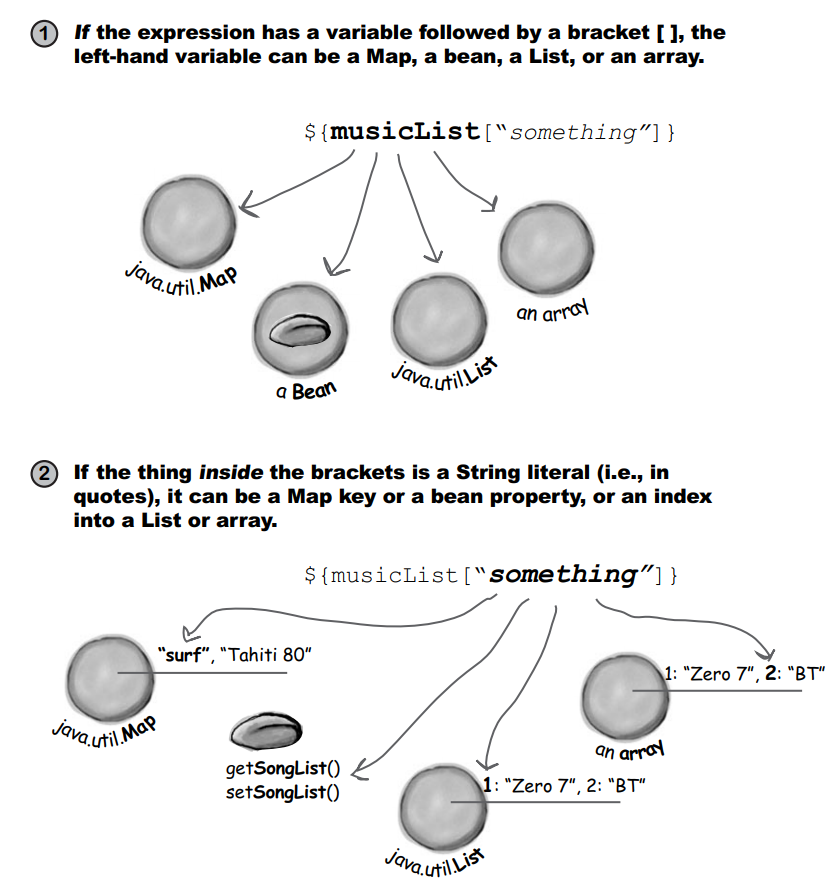 1 If the expression has a variable followed by a bracket [ ], the
left-hand variable can be a Map, a bean, a List, or an array.
${musicList[“something”]}
java.util.Map
a Bean
java.util.List
an array
2 If the thing inside the brackets is a String literal (i.e., in
quotes), it can be a Map key or a bean property, or an index
into a List or array.
${musicList[“something”]}
“surf”, “Tahiti 80”
java.util.Map
getSongList()
setSongList()
1: “Zero 7”, 2: “BT”
java.util.List
1: “Zero 7”, 2: “BT”
an array